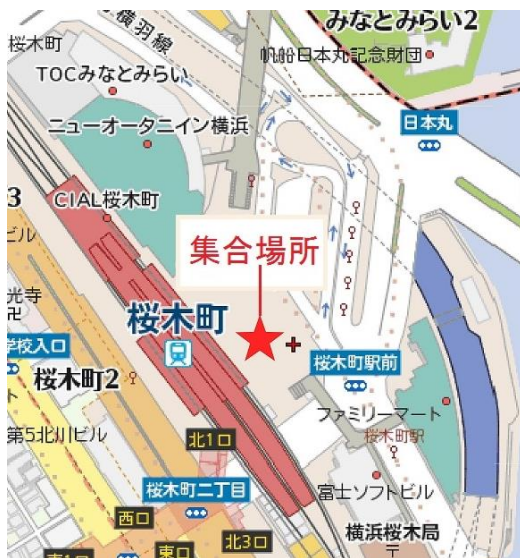 みなとみらい2
桜木町
横羽線
帆船日本丸記念財団
TOCみなとみらい
ニューオータニイン横浜
日本丸
3
CIAL桜木町
ビル
集合場所
光寺
卍
桜木町
学校入口
桜木町2
桜木町駅前
ファミリーマート
第5北川ビル
北1口
桜木町駅
桜木町二丁目
富士ソフトビル
西口
横浜桜木局
〒
北3口
東口
南1口